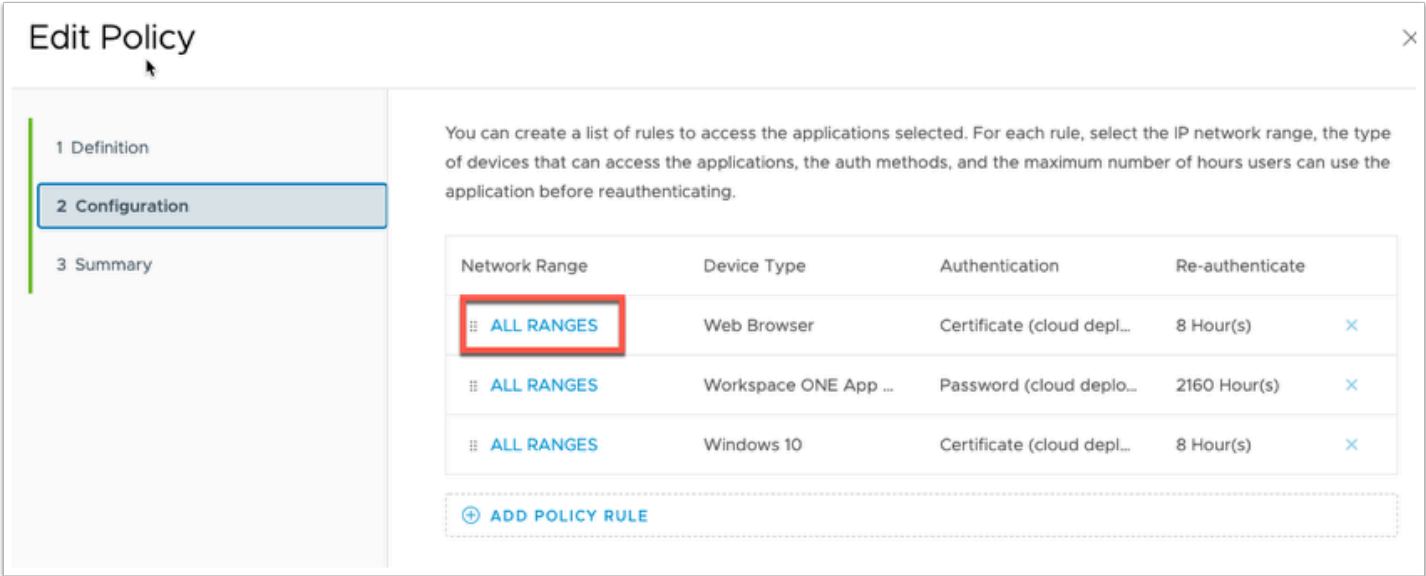 Edit Policy
1 Definition
2 Configuration
3 Summary
You can create a list of rules to access the applications selected. For each rule, select the IP network range, the type
of devices that can access the applications, the auth methods, and the maximum number of hours users can use the
application before reauthenticating.
Network Range Device Type Authentication Re-authenticate
ALL RANGES Web Browser Certificate (cloud depl... 8 Hour(s)
ALL RANGES Workspace ONE App ... Password (cloud deplo... 2160 Hour(s)
ALL RANGES Windows 10 Certificate (cloud depl... 8 Hour(s)
ADD POLICY RULE